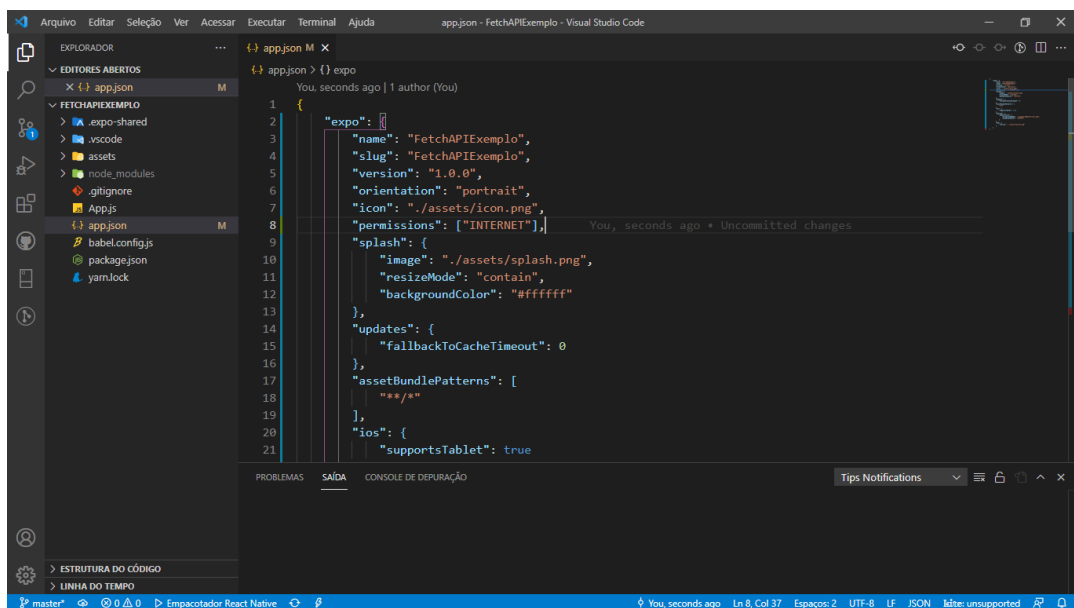 Arquivo Editar Seleção Ver Acessar Executar Terminal Ajuda app.json - FetchAPIExemplo - Visual Studio Code
EXPLORADOR
EDITORES ABERTOS
{..} app.json M
FETCHAPIEXEMPLO
.expo-shared
.vscode
assets
node_modules
.gitignore
App.js
{..} app.json M
babel.config.js
package.json
yarn.lock
ESTRUTURA DO CÓDIGO
LINHA DO TEMPO
{..} app.json M
{..} app.json > {} expo
You, seconds ago | 1 author (You)
1 {
2 "expo": {
3 "name": "FetchAPIExemplo",
4 "slug": "FetchAPIExemplo",
5 "version": "1.0.0",
6 "orientation": "portrait",
7 "icon": "./assets/icon.png",
8 "permissions": ["INTERNET"], You, seconds ago • Uncommitted changes
9 "splash": {
10 "image": "./assets/splash.png",
11 "resizeMode": "contain",
12 "backgroundColor": "#ffffff"
13 },
14 "updates": {
15 "fallbackToCacheTimeout": 0
16 },
17 "assetBundlePatterns": [
18 "**/*"
19 ],
20 "ios": {
21 "supportsTablet": true
PROBLEMAS SAÍDA CONSOLE DE DEPURAÇÃO Tips Notifications
master* 0 0 Empacotador React Native You, seconds ago Ln 8, Col 37 Espaços: 2 UTF-8 LF JSON kite: unsupported